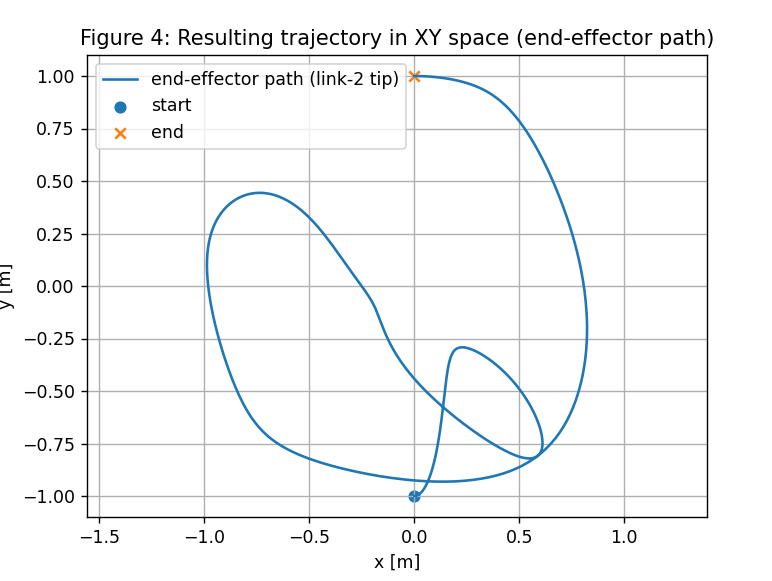 Figure 4: Resulting trajectory in XY space (end-effector path)
end-effector path (link-2 tip)
start
end
1.00
0.75
0.50
0.25
0.00
−0.25
−0.50
−0.75
−1.00
y [m]
−1.5
−1.0
−0.5
0.0
0.5
1.0
x [m]